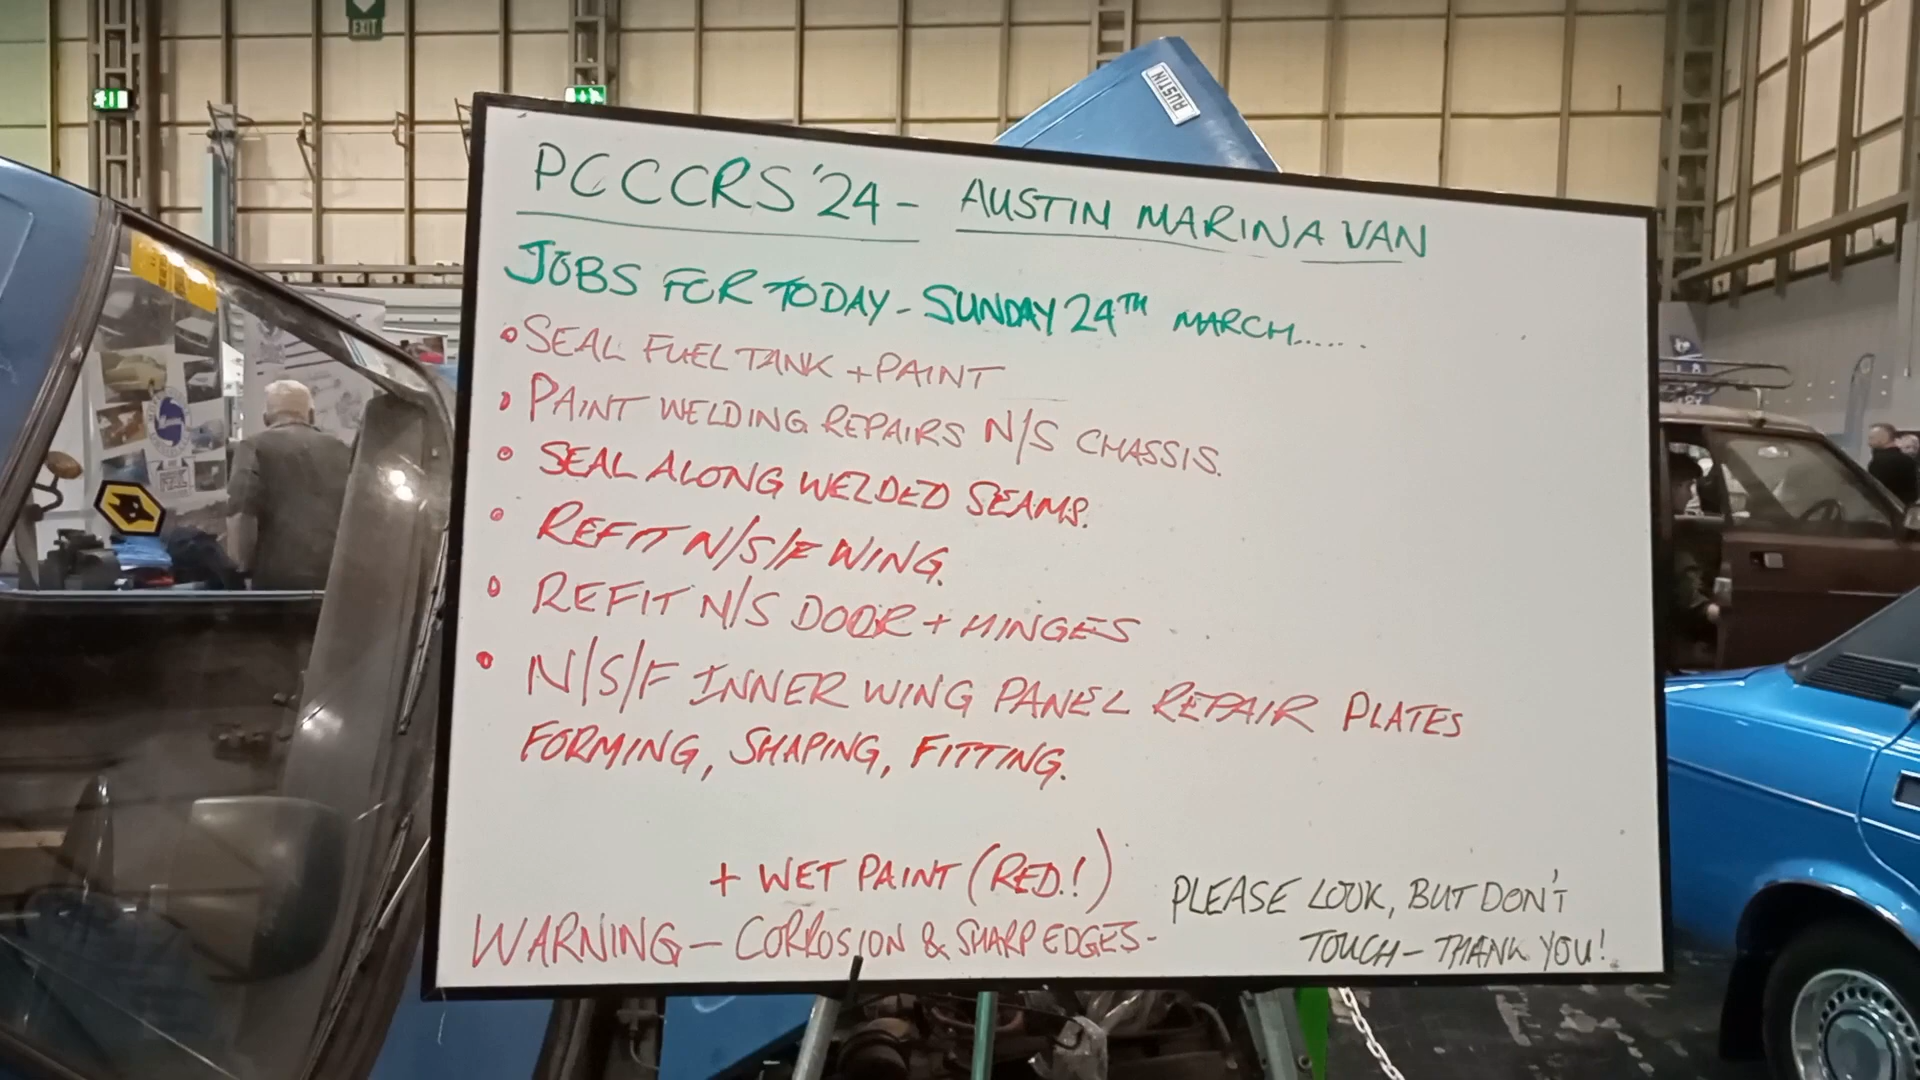 EXIT
AUSTIN
PCCCRS '24 - AUSTIN MARINA VAN
JOBS FOR TODAY - SUNDAY 24TH MARCH......
• SEAL FUEL TANK + PAINT
• PAINT WELDING REPAIRS N/S CHASSIS.
• SEAL ALONG WELDED SEAMS.
• REFIT N/S/F WING.
• REFIT N/S DOOR + HINGES
• N/S/F INNER WING PANEL REPAIR PLATES
FORMING, SHAPING, FITTING.
+ WET PAINT (RED!)
WARNING - CORROSION & SHARP EDGES -
PLEASE LOOK, BUT DON'T
TOUCH - THANK YOU!